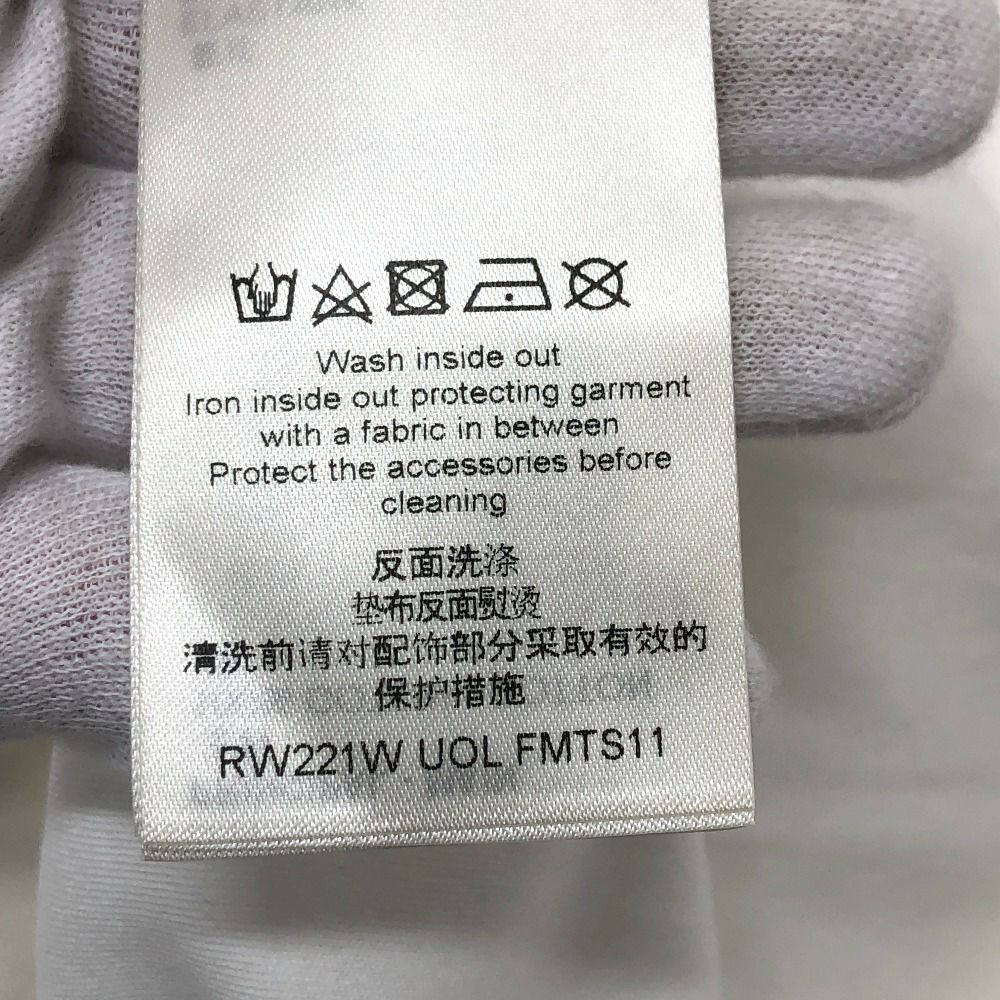 Wash inside out
Iron inside out protecting garment
with a fabric in between
Protect the accessories before
cleaning
反面洗涤
垫布反面熨烫
清洗前请对配饰部分采取有效的
保护措施
RW221W UOL FMTS11